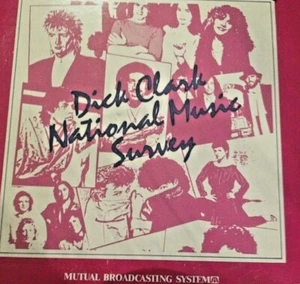 Dick Clark
National Music
Survey
MUTUAL BROADCASTING SYSTEM